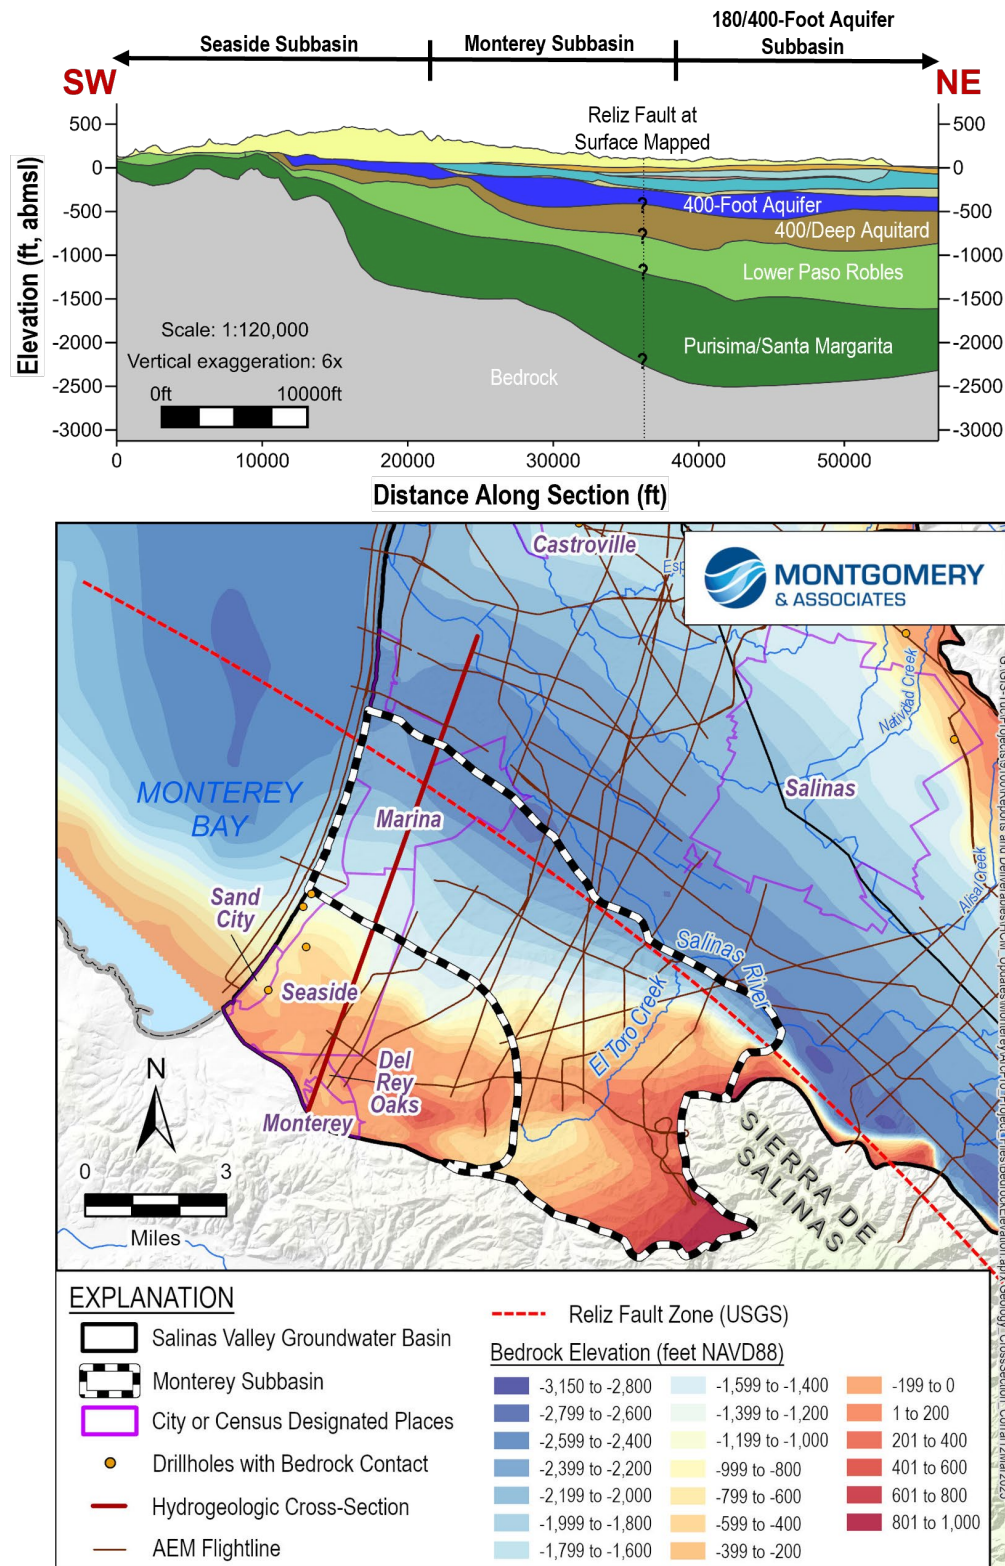 Seaside Subbasin
Monterey Subbasin
180/400-Foot Aquifer
Subbasin
SW
NE
Reliz Fault at
Surface Mapped
500
0
-500
-1000
-1500
-2000
-2500
-3000
500
0
-500
-1000
-1500
-2000
-2500
-3000
Elevation (ft, abmsl)
400-Foot Aquifer
400/Deep Aquitard
Lower Paso Robles
Purisima/Santa Margarita
Bedrock
?
?
?
?
Scale: 1:120,000
Vertical exaggeration: 6x
0ft 10000ft
0 10000 20000 30000 40000 50000
Distance Along Section (ft)
Castroville
Esp
MONTGOMERY
& ASSOCIATES
Natividad Creek
Salinas
Alisal Creek
MONTEREY
BAY
Marina
Sand
City
Seaside
Salinas River
El Toro Creek
Del
Rey
Oaks
Monterey
SIERRA DE
SALINAS
N
0 3
Miles
EXPLANATION
Salinas Valley Groundwater Basin
Monterey Subbasin
City or Census Designated Places
Drillholes with Bedrock Contact
Hydrogeologic Cross-Section
AEM Flightline
Reliz Fault Zone (USGS)
Bedrock Elevation (feet NAVD88)
-3,150 to -2,800
-2,799 to -2,600
-2,599 to -2,400
-2,399 to -2,200
-2,199 to -2,000
-1,999 to -1,800
-1,799 to -1,600
-1,599 to -1,400
-1,399 to -1,200
-1,199 to -1,000
-999 to -800
-799 to -600
-599 to -400
-399 to -200
-199 to 0
1 to 200
201 to 400
401 to 600
601 to 800
801 to 1,000